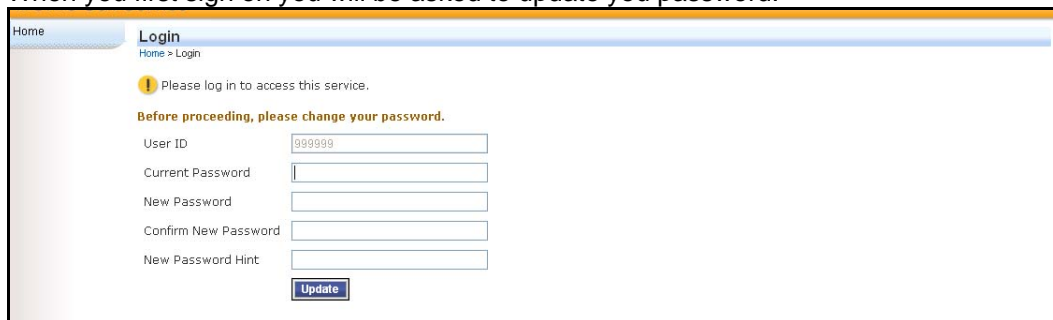 When you first sign on you will be asked to update you password.
Home
Login
Home > Login
! Please log in to access this service.
Before proceeding, please change your password.
User ID 999999
Current Password
New Password
Confirm New Password
New Password Hint
Update